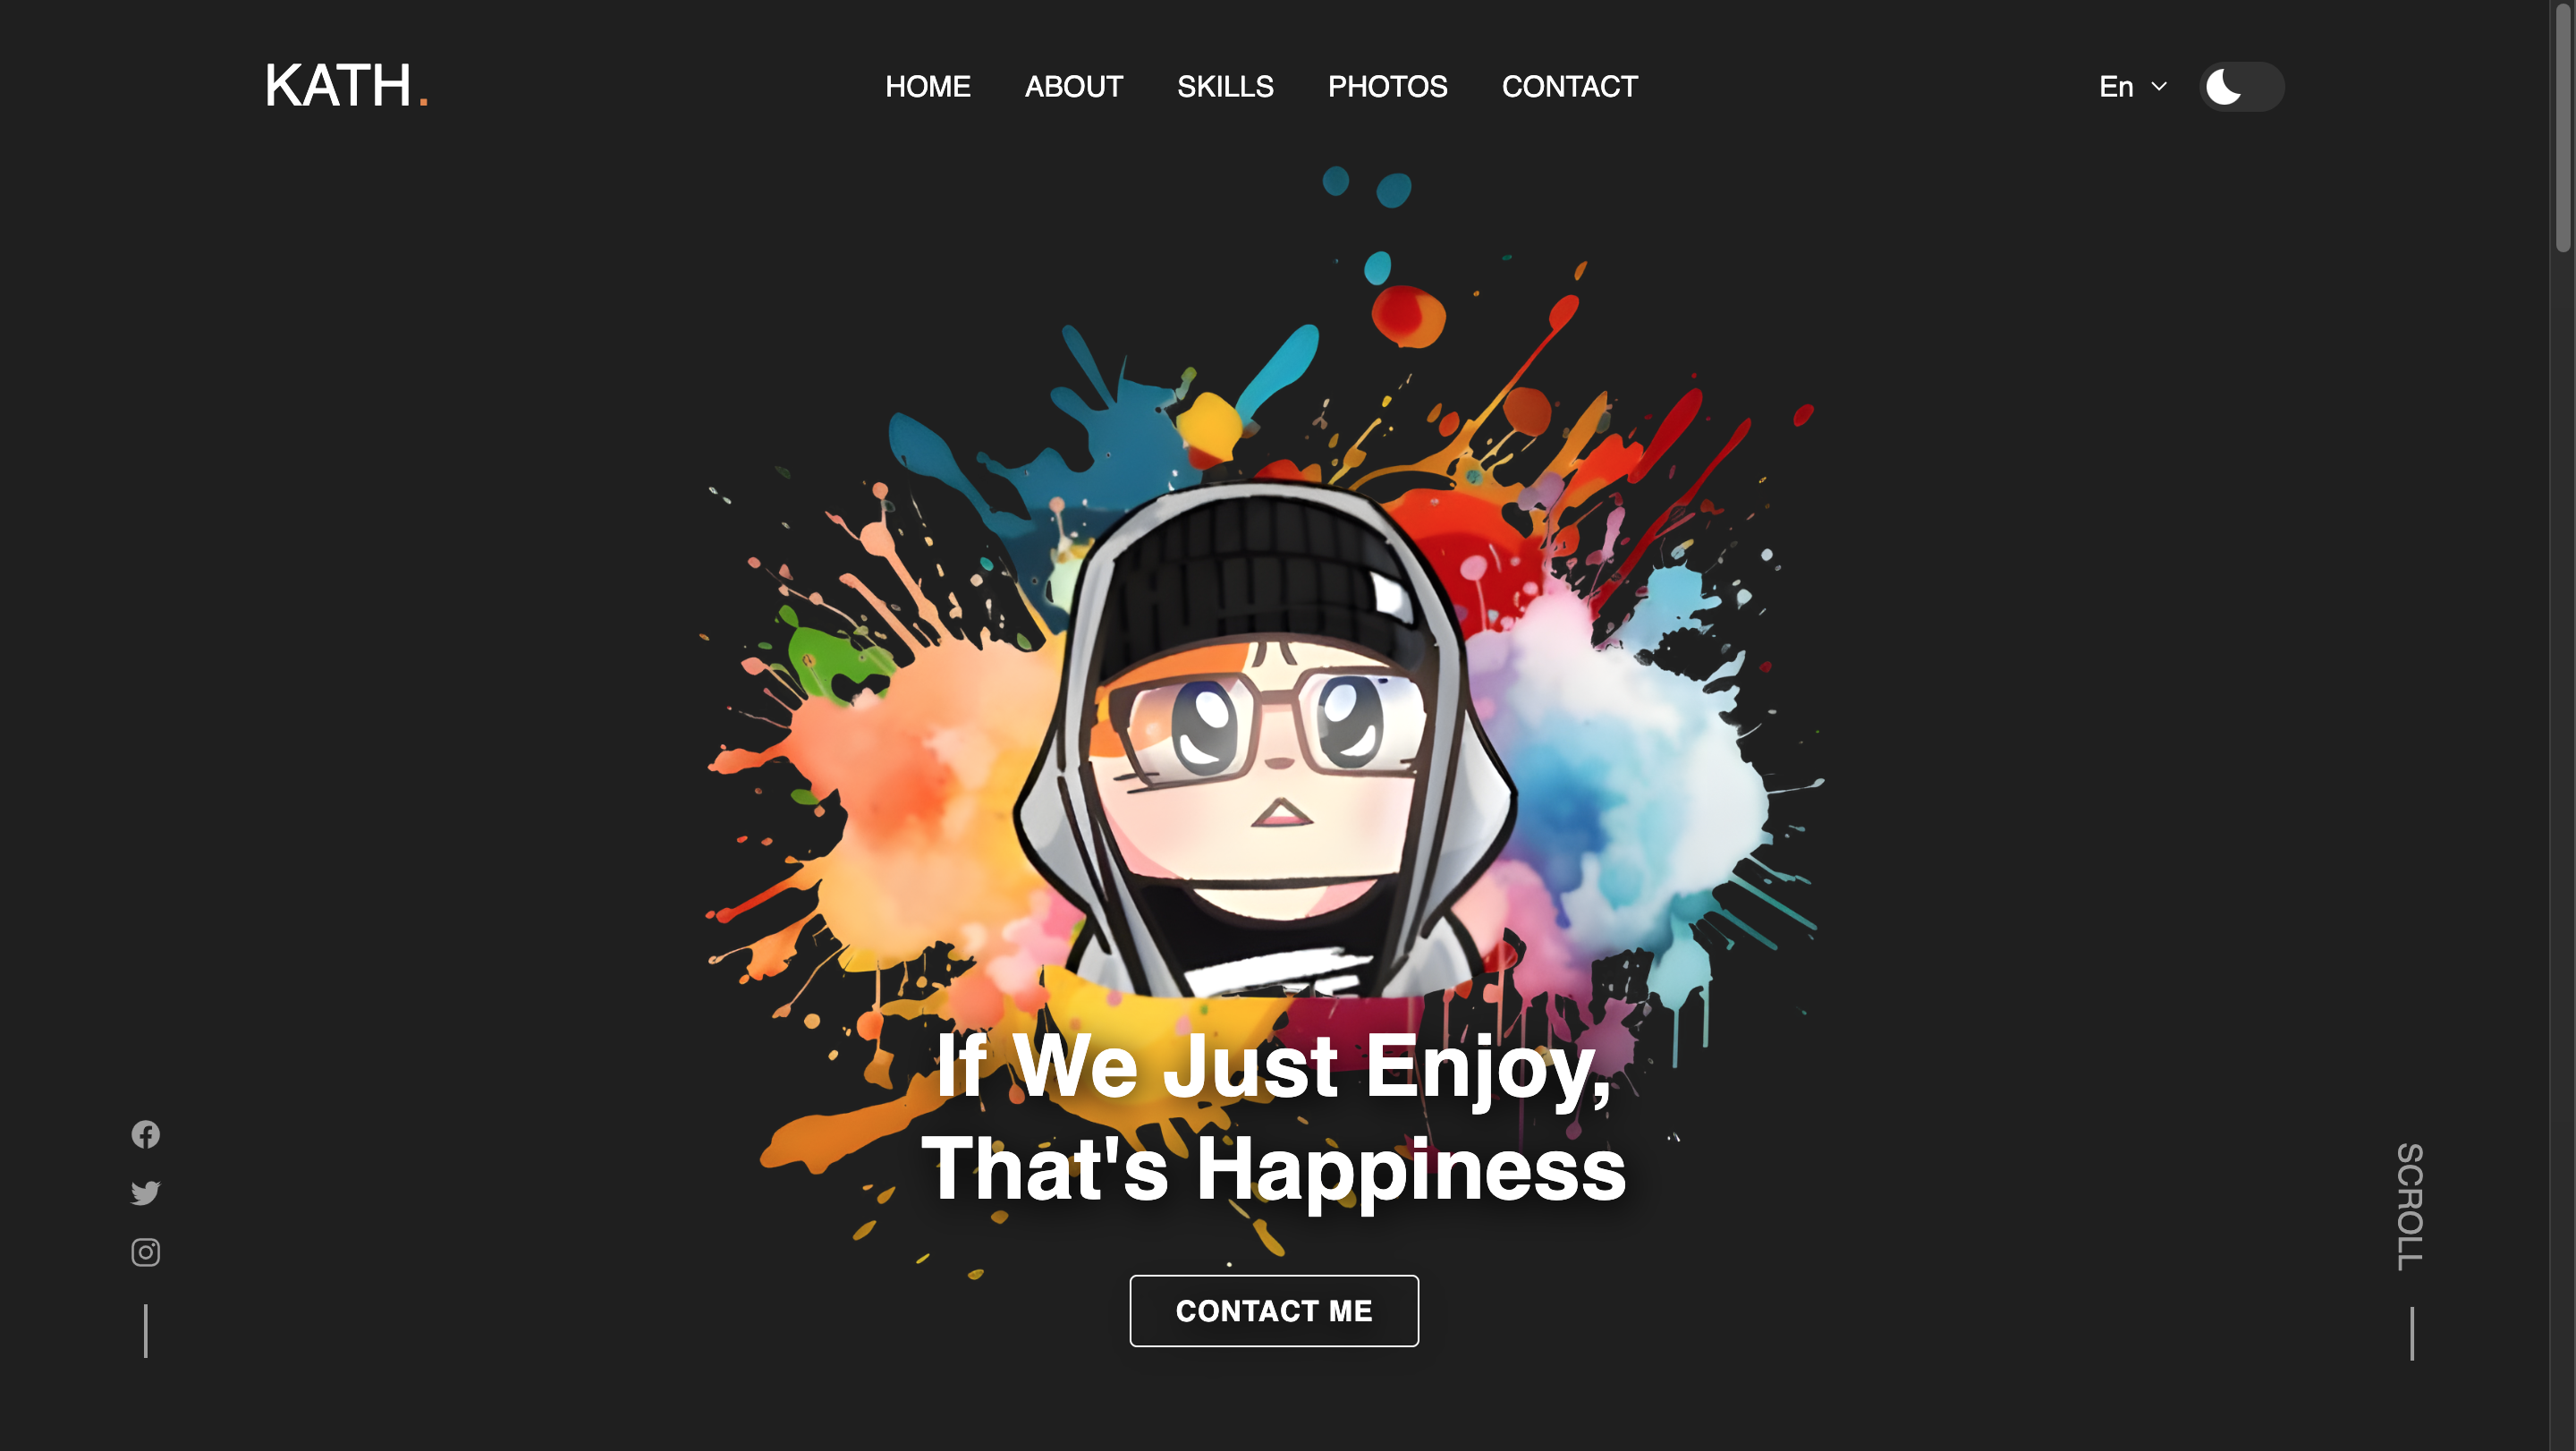 KATH.
HOME ABOUT SKILLS PHOTOS CONTACT
En
If We Just Enjoy,
That's Happiness
CONTACT ME
SCROLL